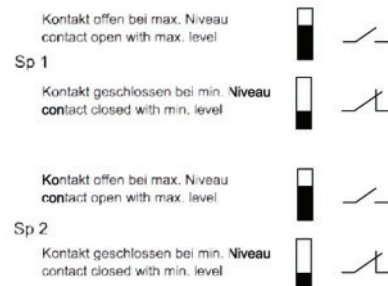 Kontakt offen bei max. Niveau
contact open with max. level
Sp 1
Kontakt geschlossen bei min. Niveau
contact closed with min. level
Kontakt offen bei max. Niveau
contact open with max. level
Sp 2
Kontakt geschlossen bei min. Niveau
contact closed with min. level